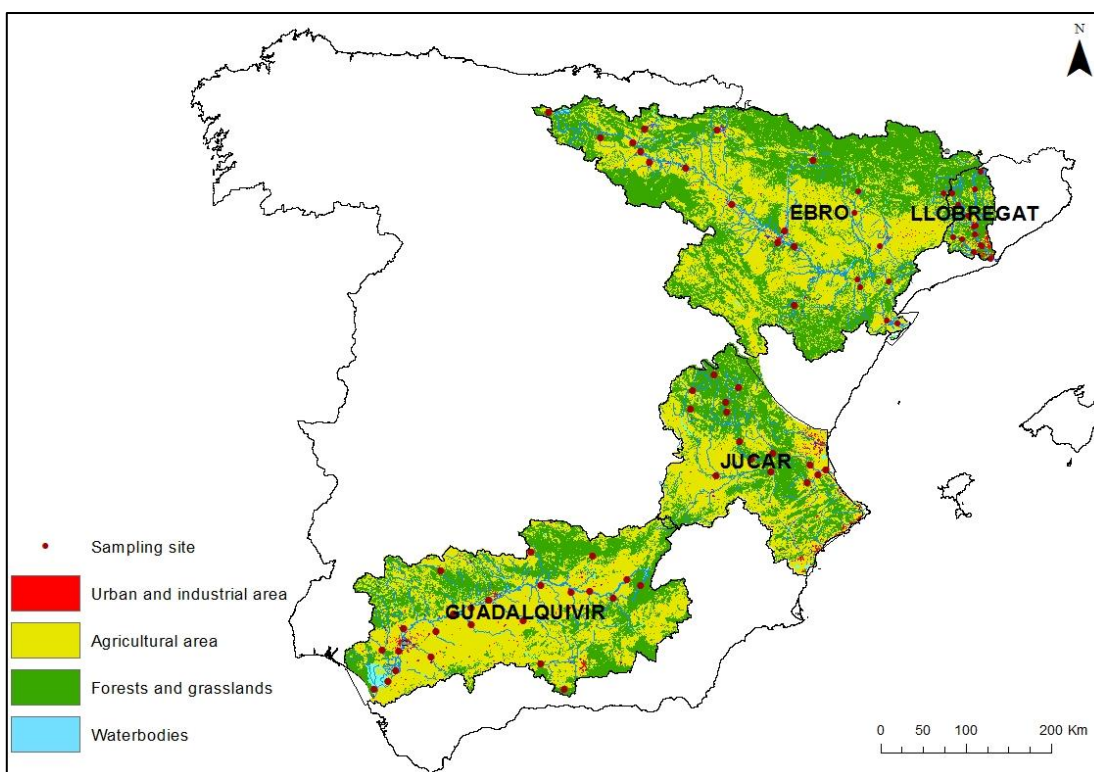 N
EBRO
LLOBREGAT
JUCAR
GUADALQUIVIR
Sampling site
Urban and industrial area
Agricultural area
Forests and grasslands
Waterbodies
0 50 100 200 Km